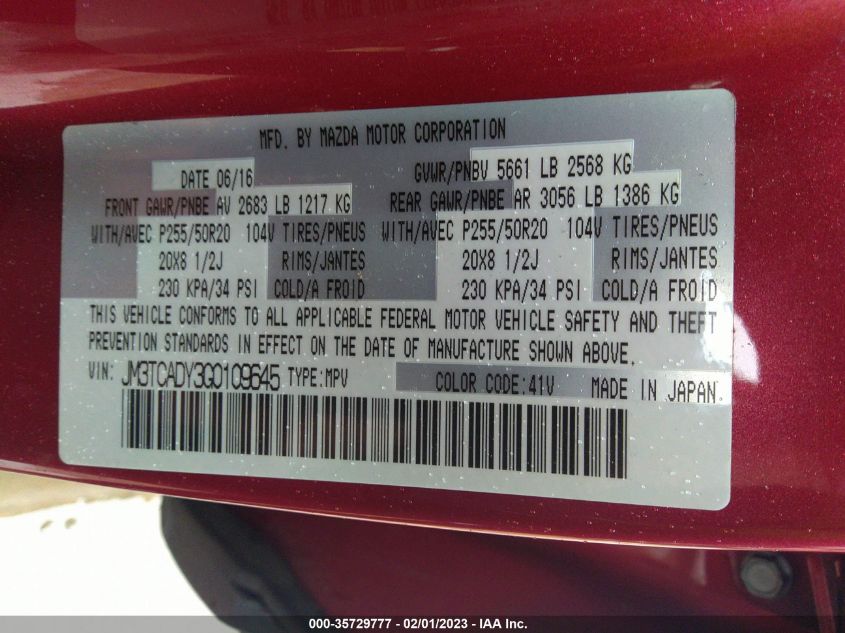 MFD. BY MAZDA MOTOR CORPORATION
DATE 06/16 GVWR/PNBV 5661 LB 2568 KG
FRONT GAWR/PNBE AV 2683 LB 1217 KG REAR GAWR/PNBE AR 3056 LB 1386 KG
WITH/AVEC P255/50R20 104V TIRES/PNEUS WITH/AVEC P255/50R20 104V TIRES/PNEUS
20X8 1/2J RIMS/JANTES 20X8 1/2J RIMS/JANTES
230 KPA/34 PSI COLD/A FROID 230 KPA/34 PSI COLD/A FROID
THIS VEHICLE CONFORMS TO ALL APPLICABLE FEDERAL MOTOR VEHICLE SAFETY AND THEFT
PREVENTION STANDARDS IN EFFECT ON THE DATE OF MANUFACTURE SHOWN ABOVE.
VIN: JM3TCADY3G0109645 TYPE:MPV COLOR CODE:41V MADE IN JAPAN.
000-35729777 - 02/01/2023 - IAA Inc.